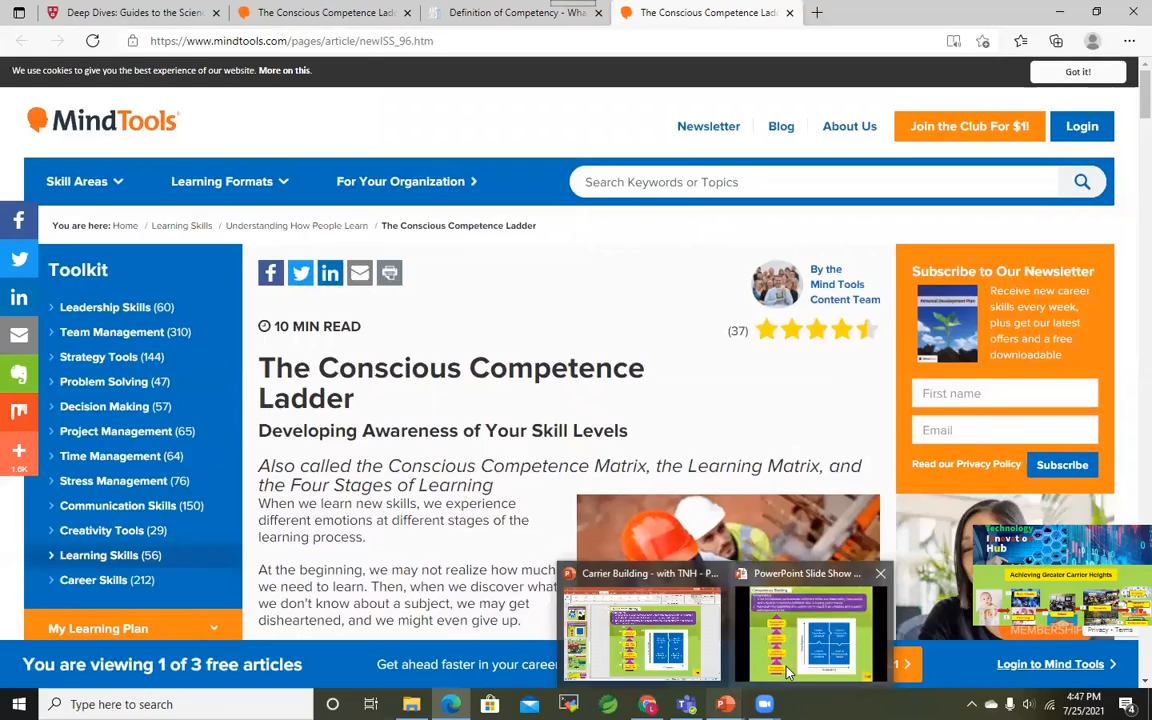 Deep Dives: Guides to the Scienc
The Conscious Competence Lad
Definition of Competency - Wha
The Conscious Competence Lad
https://www.mindtools.com/pages/article/newISS_96.htm
We use cookies to give you the best experience of our website. More on this.
Got it!
MindTools
Newsletter
Blog
About Us
Join the Club For $1!
Login
Skill Areas
Learning Formats
For Your Organization
Search Keywords or Topics
You are here: Home / Learning Skills / Understanding How People Learn / The Conscious Competence Ladder
Toolkit
Leadership Skills (60)
Team Management (310)
Strategy Tools (144)
Problem Solving (47)
Decision Making (57)
Project Management (65)
Time Management (64)
Stress Management (76)
Communication Skills (150)
Creativity Tools (29)
Learning Skills (56)
Career Skills (212)
My Learning Plan
1.6K
By the
Mind Tools
Content Team
10 MIN READ
(37)
The Conscious Competence
Ladder
Developing Awareness of Your Skill Levels
Also called the Conscious Competence Matrix, the Learning Matrix, and
the Four Stages of Learning
When we learn new skills, we experience
different emotions at different stages of the
learning process.
At the beginning, we may not realize how much
we need to learn. Then, when we discover what
we don't know about a subject, we may get
disheartened, and we might even give up.
Subscribe to Our Newsletter
Receive new career
skills every week,
plus get our latest
offers and a free
downloadable
First name
Email
Read our Privacy Policy
Subscribe
Technology
Innovation
Hub
Achieving Greater Carrier Heights
MEMBERSHIP
Privacy • Terms
Carrier Building - with TNH - P...
PowerPoint Slide Show ...
Competency Building
You are viewing 1 of 3 free articles
Get ahead faster in your career
1
Login to Mind Tools
Type here to search
4:47 PM
7/25/2021
4